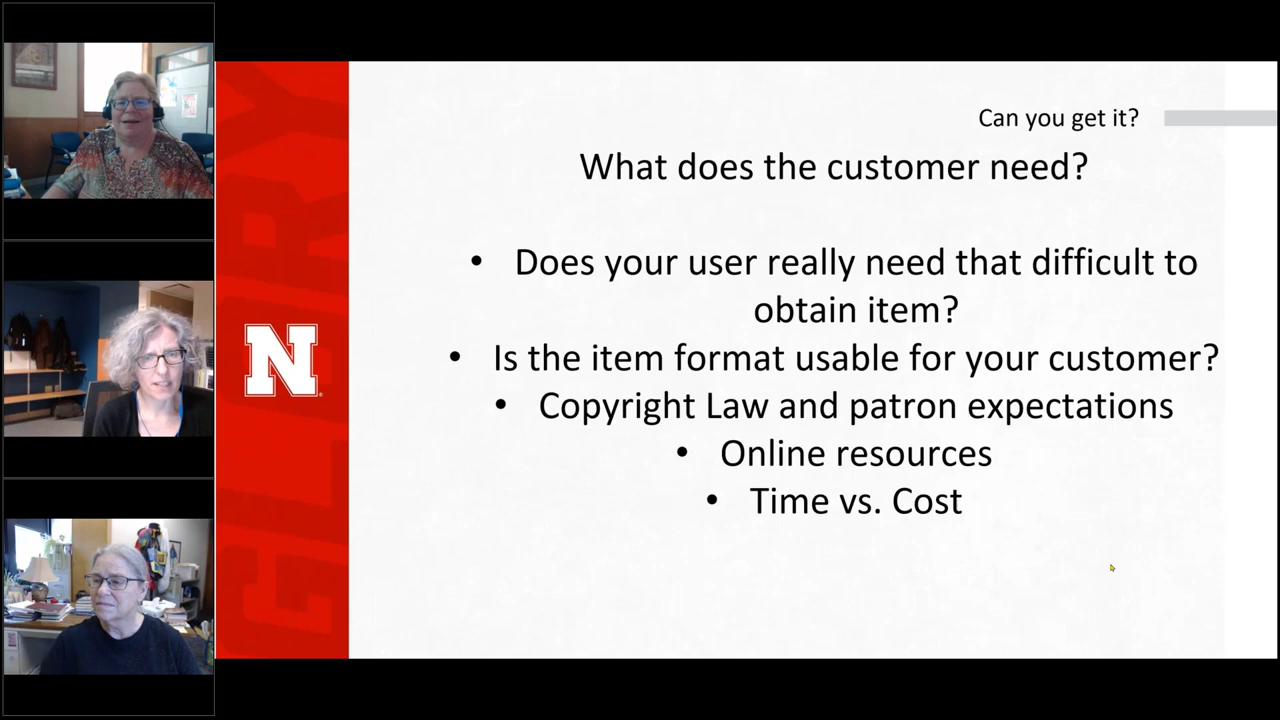 Can you get it?
What does the customer need?
• Does your user really need that difficult to
obtain item?
• Is the item format usable for your customer?
• Copyright Law and patron expectations
• Online resources
• Time vs. Cost
GLORY
N